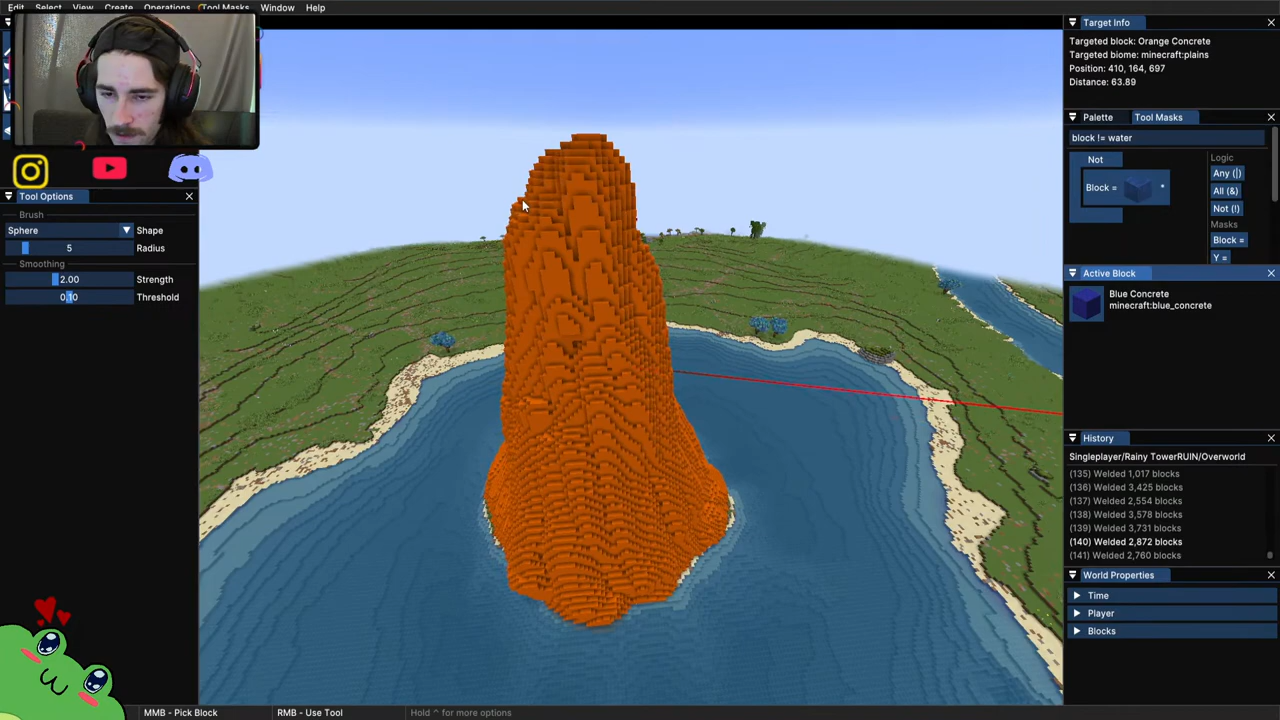 Edit Select View Create Operations Tool Masks Window Help
Tool Options
Brush
Sphere Shape
5 Radius
Smoothing
2.00 Strength
0.10 Threshold
Target Info
Targeted block: Orange Concrete
Targeted biome: minecraft:plains
Position: 410, 164, 697
Distance: 63.89
Palette Tool Masks
block != water
Not
Block =
Logic
Any (|)
All (&)
Not (!)
Masks
Block =
Y =
Active Block
Blue Concrete
minecraft:blue_concrete
History
Singleplayer/Rainy TowerRUIN/Overworld
(135) Welded 1,017 blocks
(136) Welded 3,425 blocks
(137) Welded 2,554 blocks
(138) Welded 3,578 blocks
(139) Welded 3,731 blocks
(140) Welded 2,872 blocks
(141) Welded 2,760 blocks
World Properties
Time
Player
Blocks
MMB - Pick Block RMB - Use Tool Hold ^ for more options